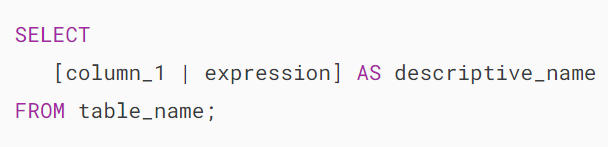 SELECT
[column_1 | expression] AS descriptive_name
FROM table_name;